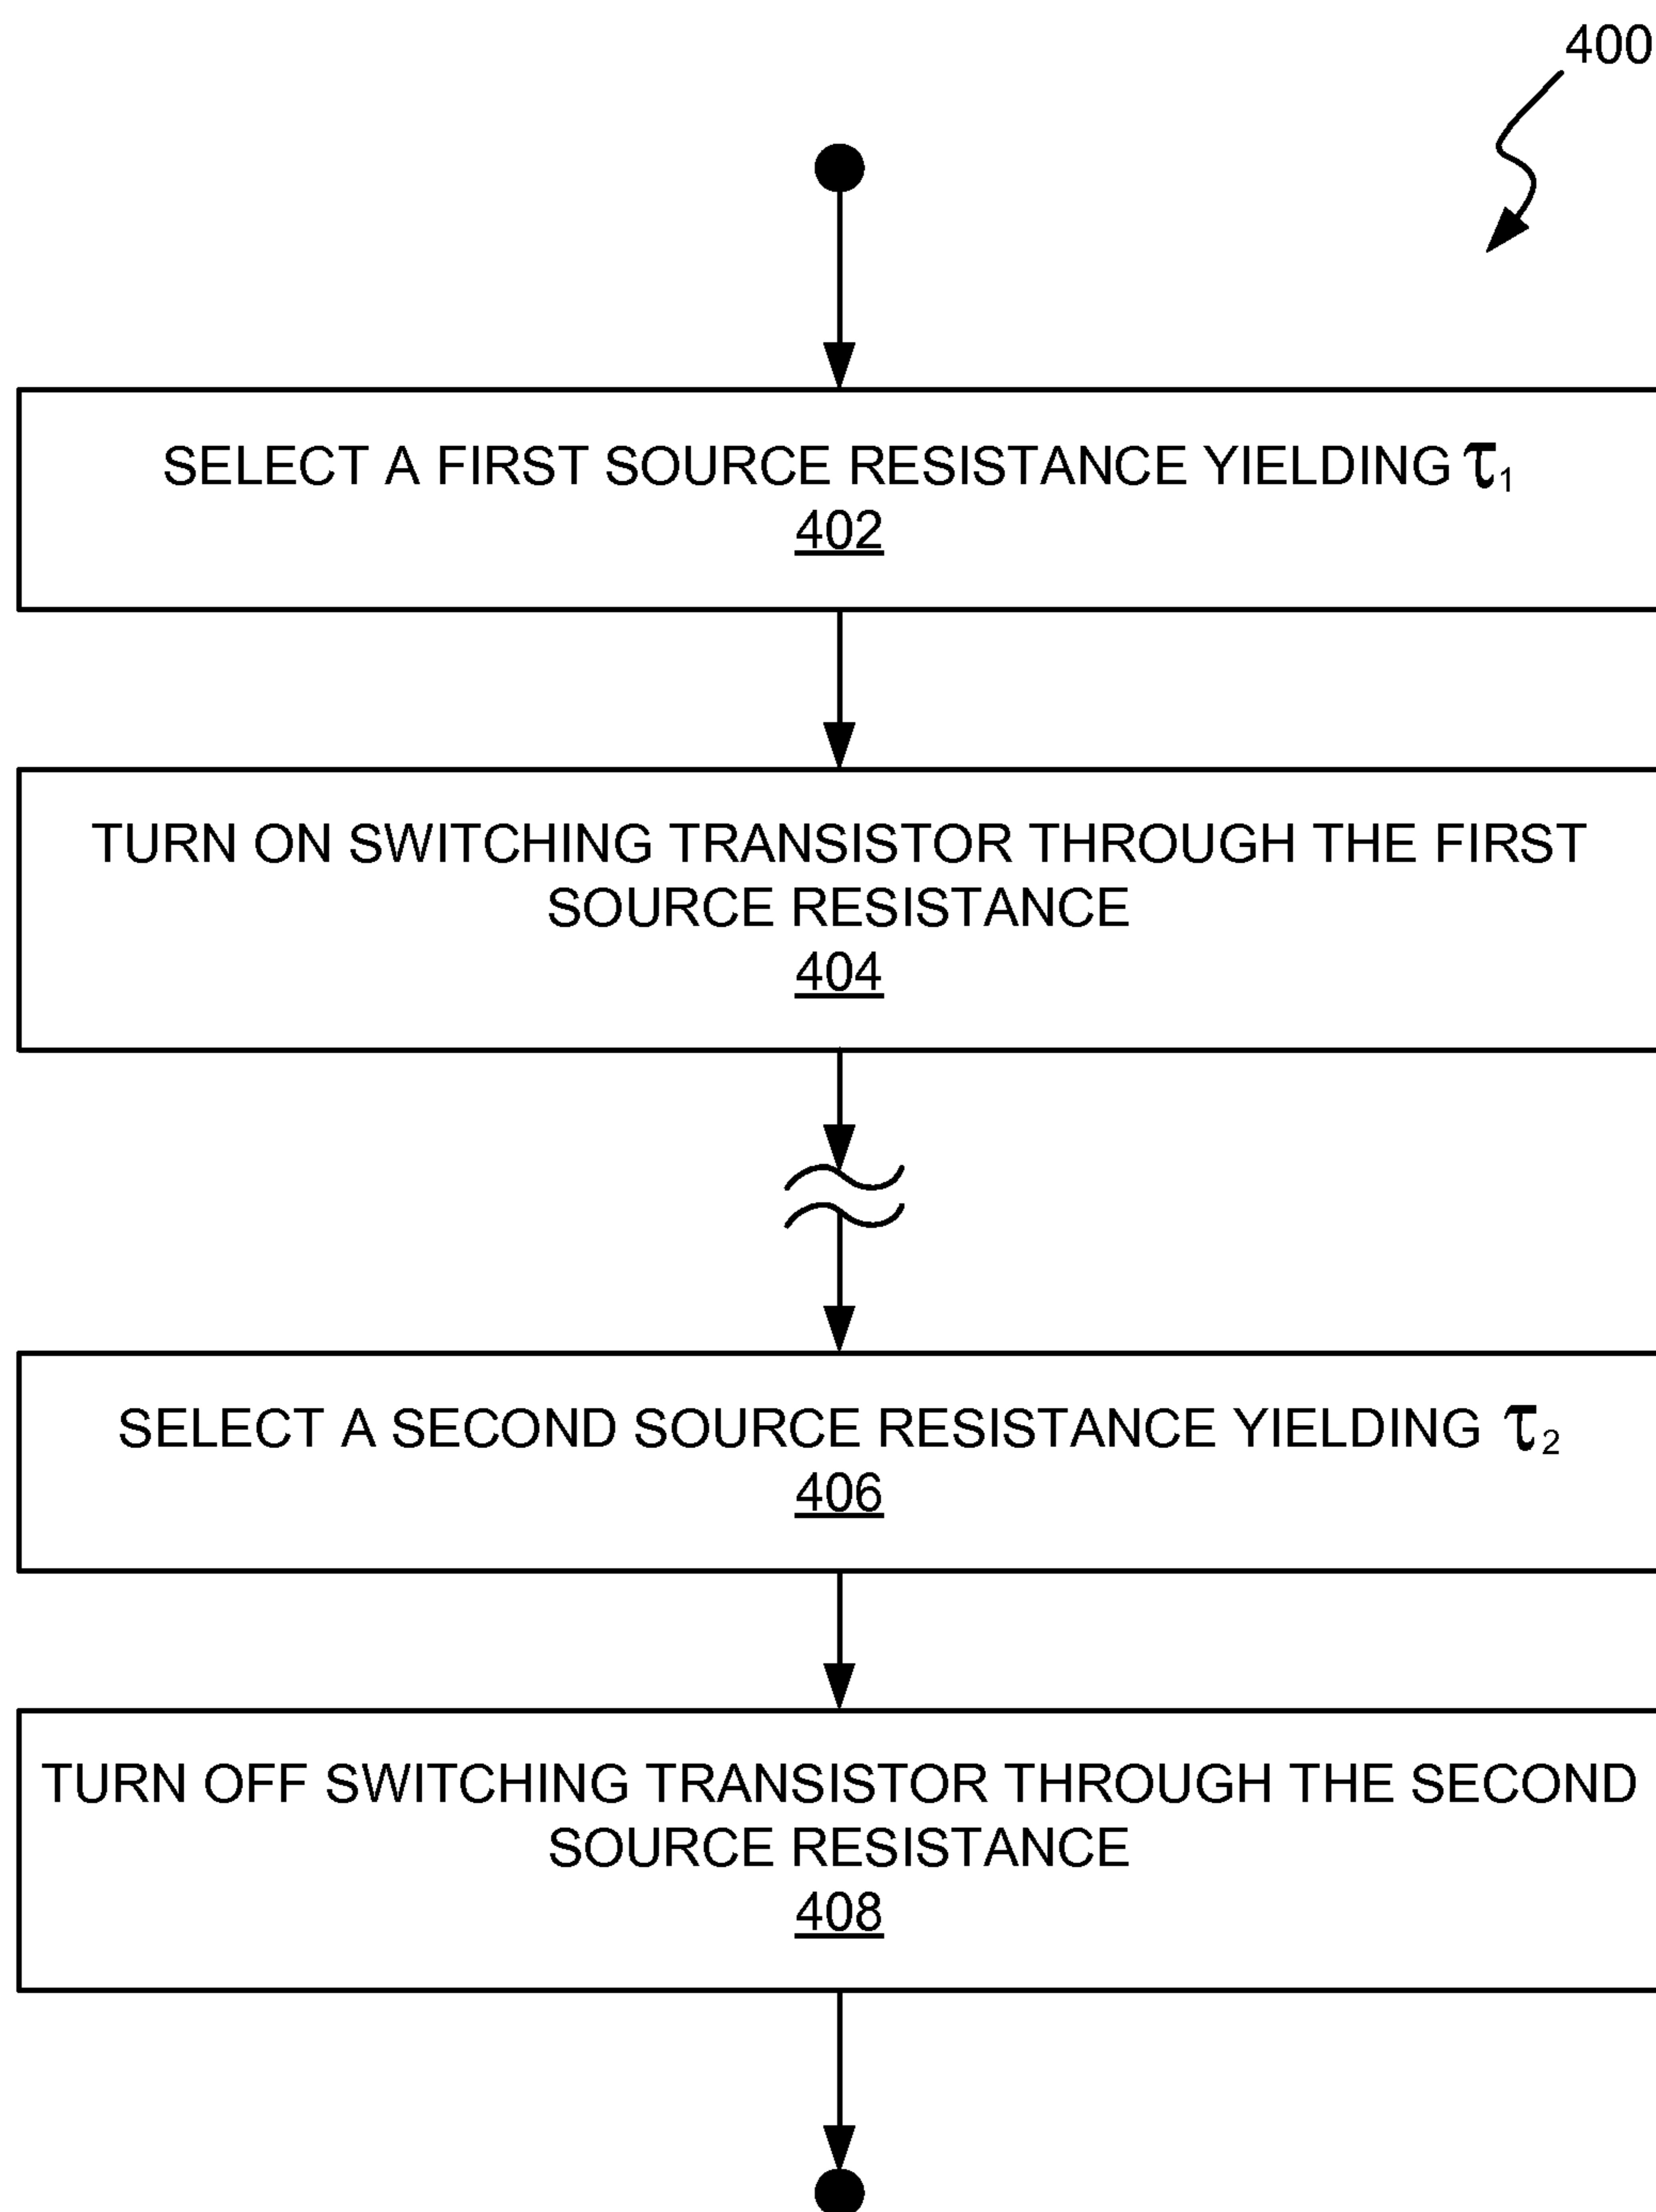 400
SELECT A FIRST SOURCE RESISTANCE YIELDING τ₁
402
TURN ON SWITCHING TRANSISTOR THROUGH THE FIRST
SOURCE RESISTANCE
404
SELECT A SECOND SOURCE RESISTANCE YIELDING τ₂
406
TURN OFF SWITCHING TRANSISTOR THROUGH THE SECOND
SOURCE RESISTANCE
408